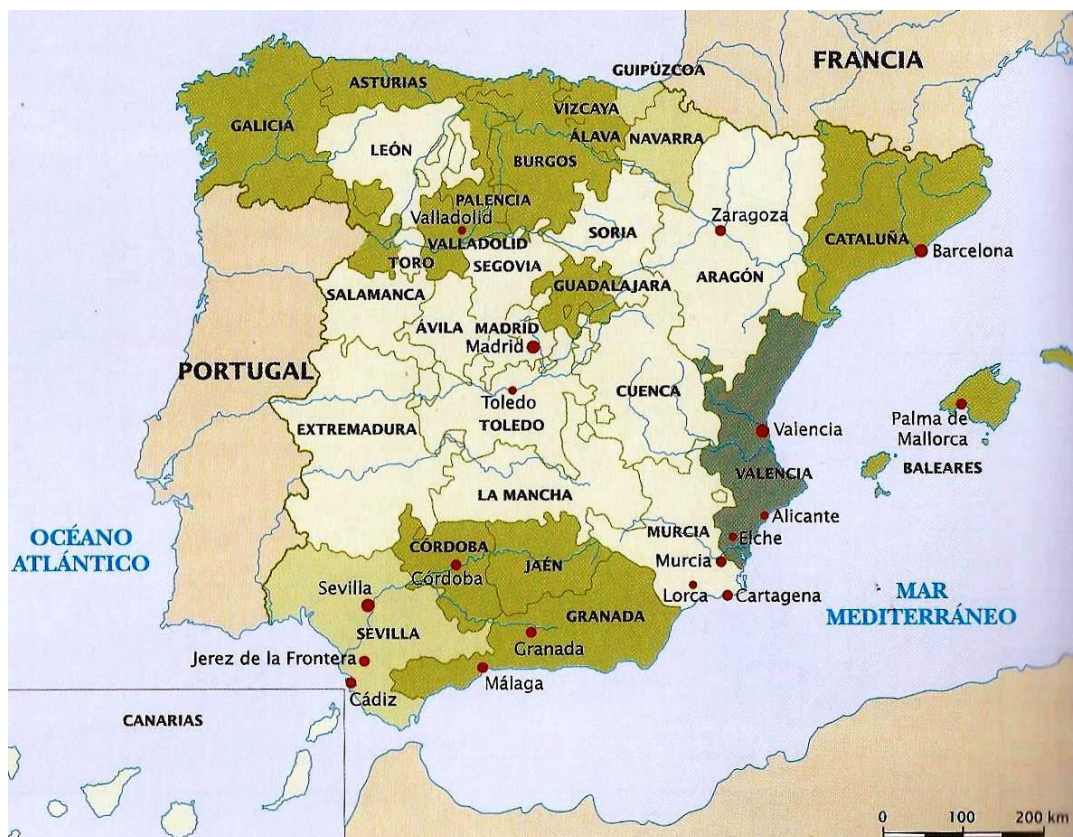 FRANCIA
GUIPÚZCOA
ASTURIAS
VIZCAYA
GALICIA
ÁLAVA
NAVARRA
LEÓN
BURGOS
PALENCIA
Valladolid
VALLADOLID
SORIA
Zaragoza
CATALUÑA
Barcelona
TORO
SEGOVIA
ARAGÓN
GUADALAJARA
SALAMANCA
ÁVILA
MADRID
Madrid
PORTUGAL
CUENCA
Toledo
TOLEDO
EXTREMADURA
Palma de
Mallorca
Valencia
BALEARES
VALENCIA
LA MANCHA
Alicante
OCÉANO
ATLÁNTICO
MURCIA
Elche
CÓRDOBA
Córdoba
JAÉN
Murcia
Sevilla
Lorca
Cartagena
MAR
MEDITERRÁNEO
GRANADA
Granada
SEVILLA
Jerez de la Frontera
Málaga
Cádiz
CANARIAS
0 100 200 km